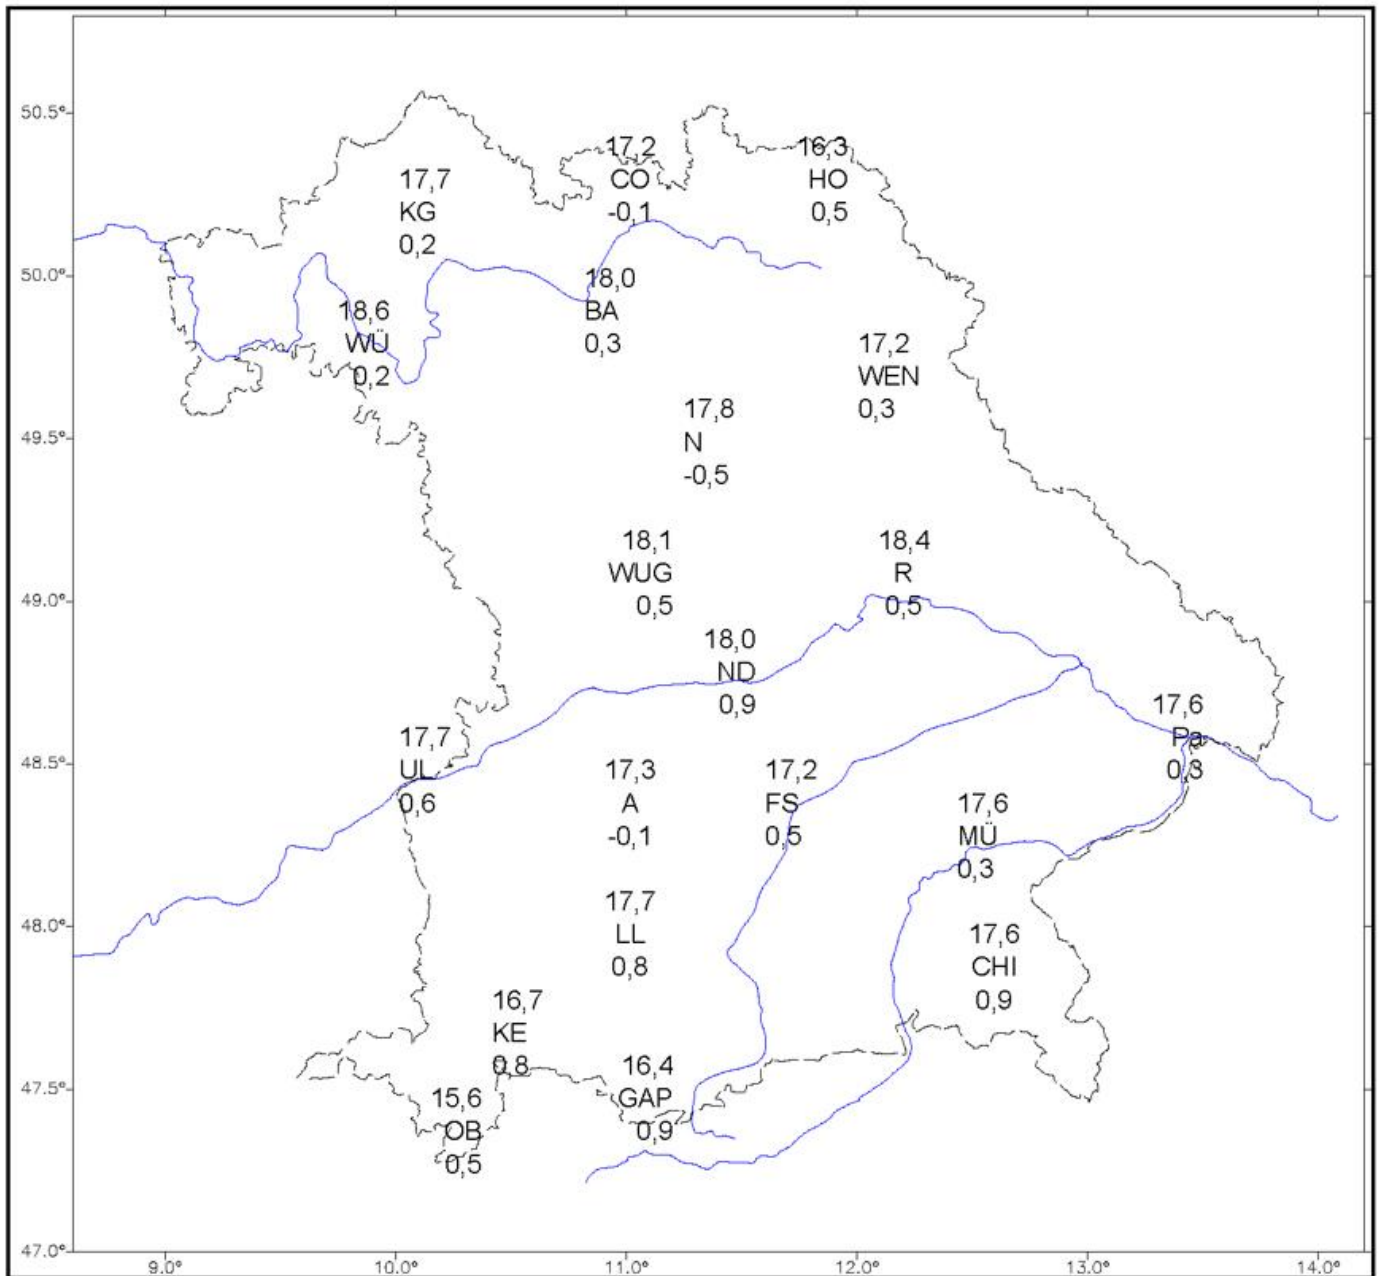 50.5°
17,2
CO
-0,1
16,3
HO
0,5
17,7
KG
0,2
50.0°
18,0
BA
0,3
18,6
WÜ
0,2
17,2
WEN
0,3
17,8
N
-0,5
49.5°
18,1
WUG
0,5
18,4
R
0,5
49.0°
18,0
ND
0,9
17,6
Pa
0,3
17,7
UL
0,6
48.5°
17,3
A
-0,1
17,2
FS
0,5
17,6
MÜ
0,3
17,7
LL
0,8
48.0°
17,6
CHI
0,9
16,7
KE
0,8
47.5°
16,4
GAP
0,9
15,6
OB
0,5
47.0°
9.0° 10.0° 11.0° 12.0° 13.0° 14.0°